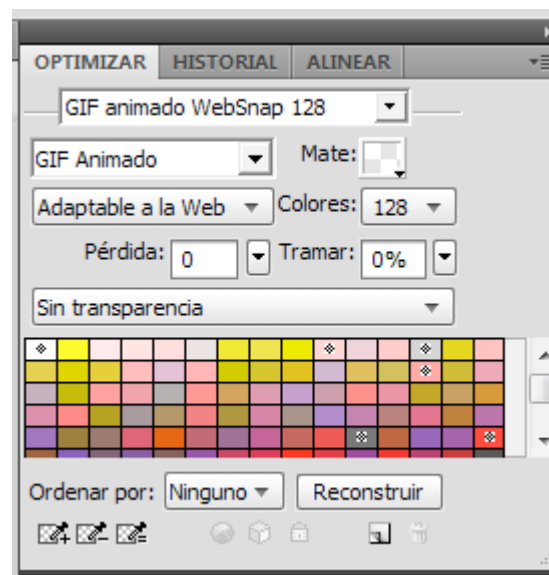 OPTIMIZAR HISTORIAL ALINEAR
GIF animado WebSnap 128
GIF Animado Mate:
Adaptable a la Web Colores: 128
Pérdida: 0 Tramar: 0%
Sin transparencia
Ordenar por: Ninguno Reconstruir